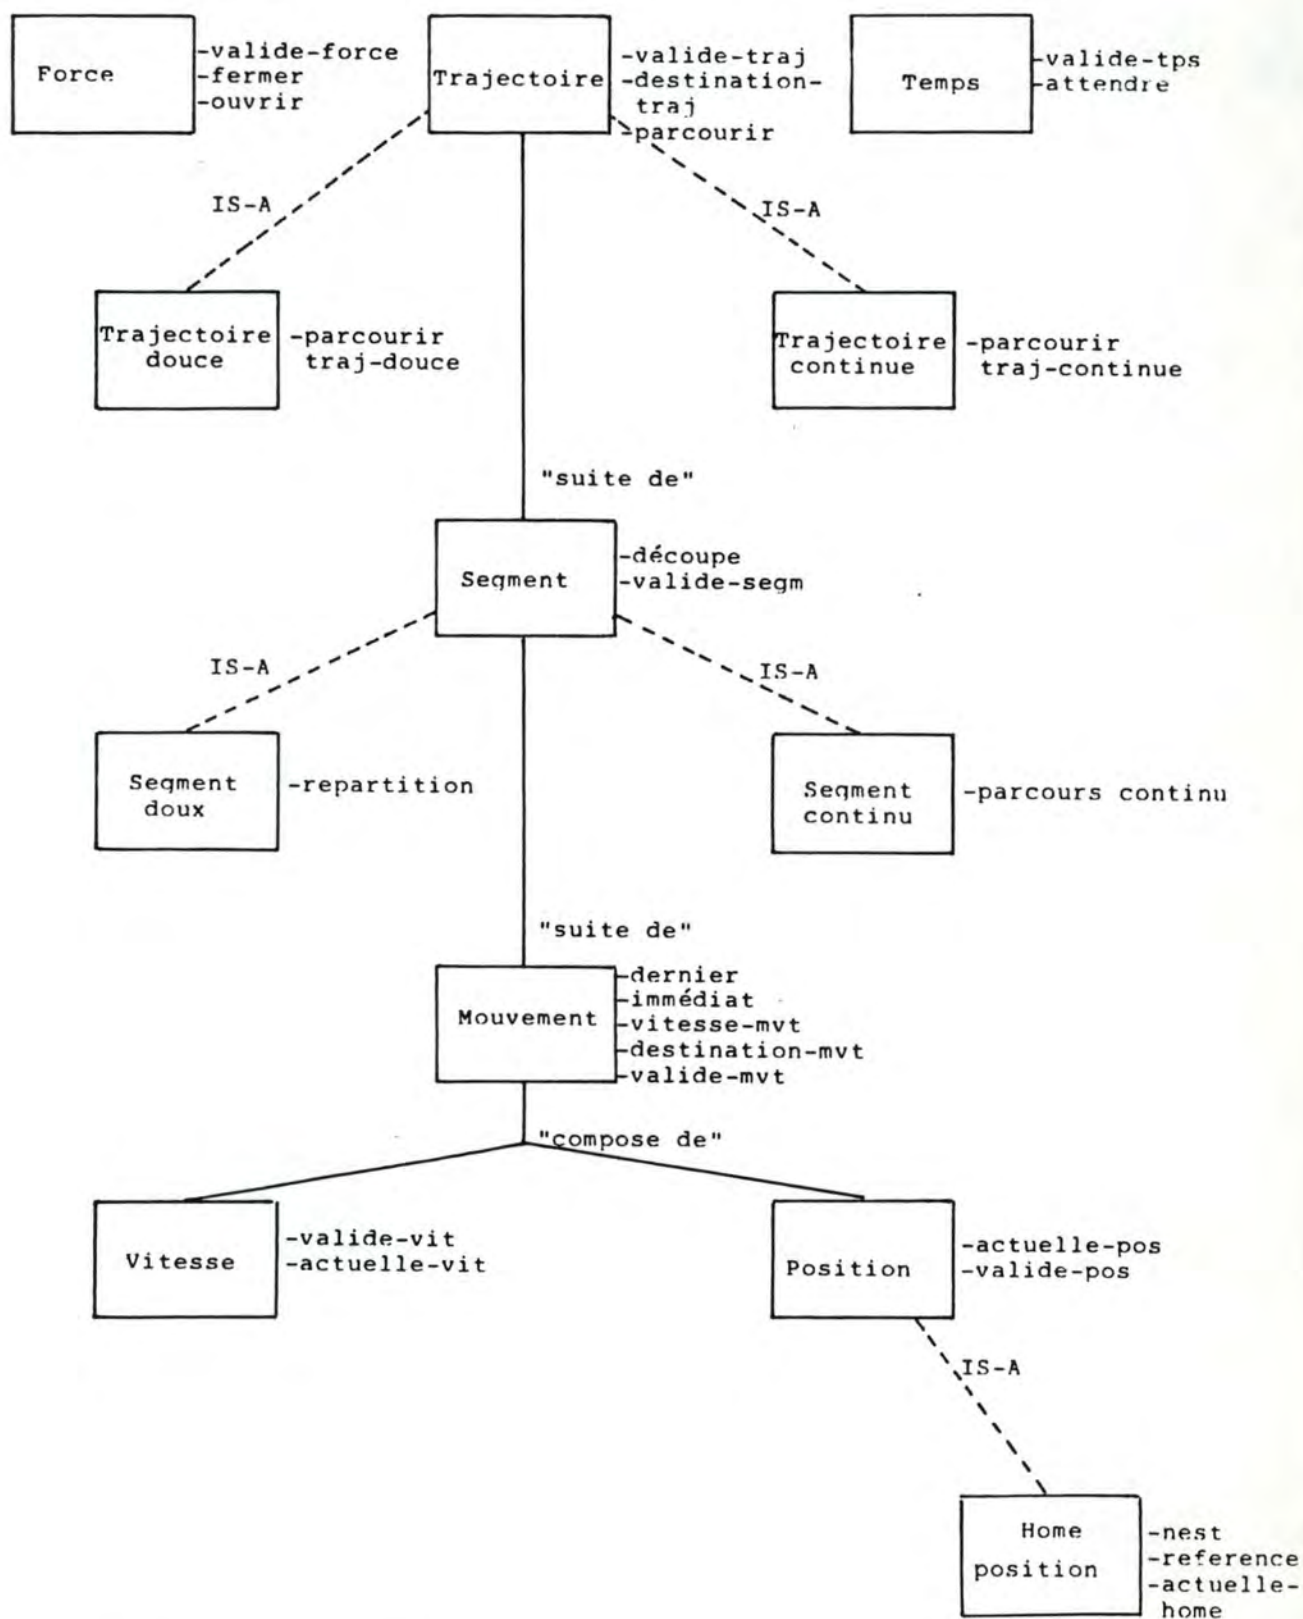 Force
-valide-force
-fermer
-ouvrir
Trajectoire
-valide-traj
-destination-
traj
-parcourir
Temps
-valide-tps
-attendre
IS-A
IS-A
Trajectoire
douce
-parcourir
traj-douce
Trajectoire
continue
-parcourir
traj-continue
"suite de"
Segment
-découpe
-valide-segm
IS-A
IS-A
Segment
doux
-repartition
Segment
continu
-parcours continu
"suite de"
Mouvement
-dernier
-immédiat
-vitesse-mvt
-destination-mvt
-valide-mvt
"compose de"
Vitesse
-valide-vit
-actuelle-vit
Position
-actuelle-pos
-valide-pos
IS-A
Home
position
-nest
-reference
-actuelle-
home